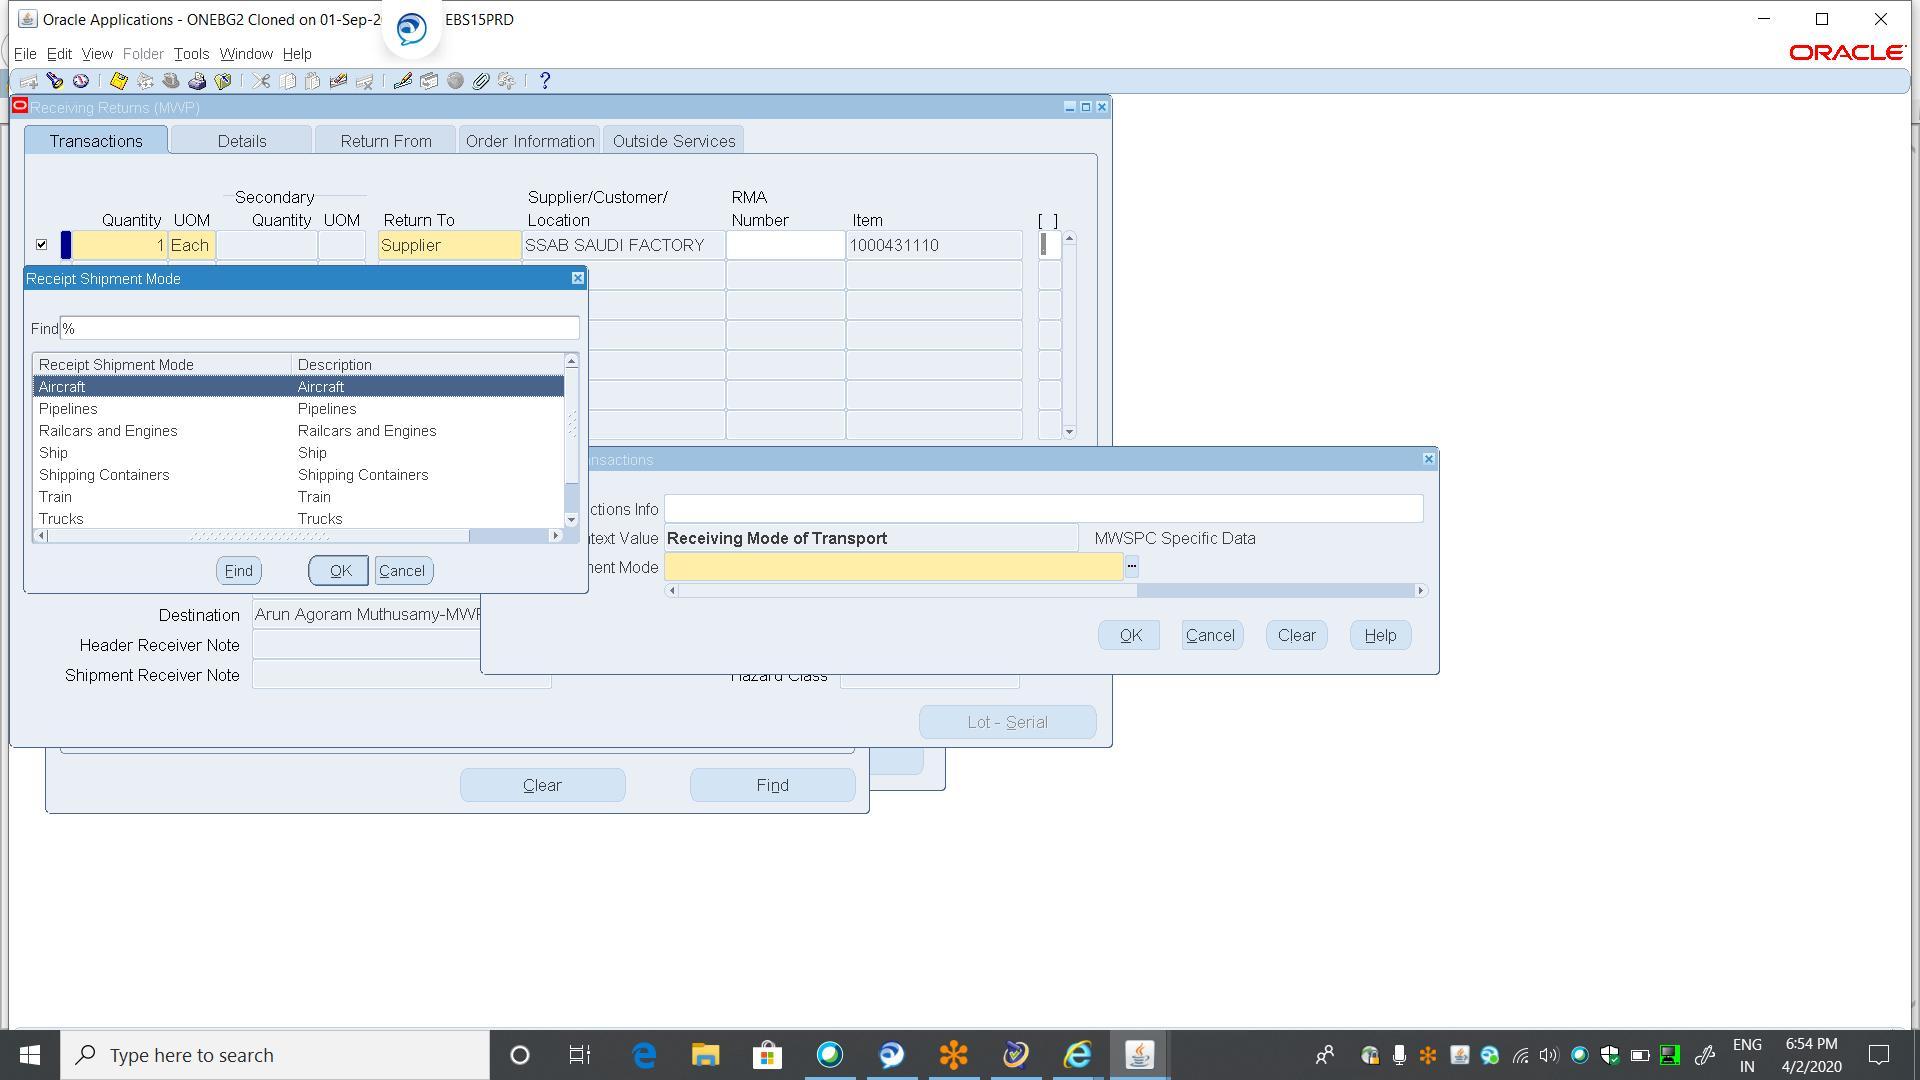 Oracle Applications - ONEBG2 Cloned on 01-Sep-2 EBS15PRD
File Edit View Folder Tools Window Help
ORACLE
Receiving Returns (MWP)
Transactions Details Return From Order Information Outside Services
Secondary Supplier/Customer/ RMA
Quantity UOM Quantity UOM Return To Location Number Item [ ]
1 Each Supplier SSAB SAUDI FACTORY 1000431110
Receipt Shipment Mode
Find %
Receipt Shipment Mode Description
Aircraft Aircraft
Pipelines Pipelines
Railcars and Engines Railcars and Engines
Ship Ship
Shipping Containers Shipping Containers
Train Train
Trucks Trucks
Find OK Cancel
nsactions
ctions Info
text Value Receiving Mode of Transport MWSPC Specific Data
nent Mode ...
OK Cancel Clear Help
Destination Arun Agoram Muthusamy-MWP
Header Receiver Note
Shipment Receiver Note
Hazard Class
Lot - Serial
Clear Find
Type here to search
ENG
IN
6:54 PM
4/2/2020